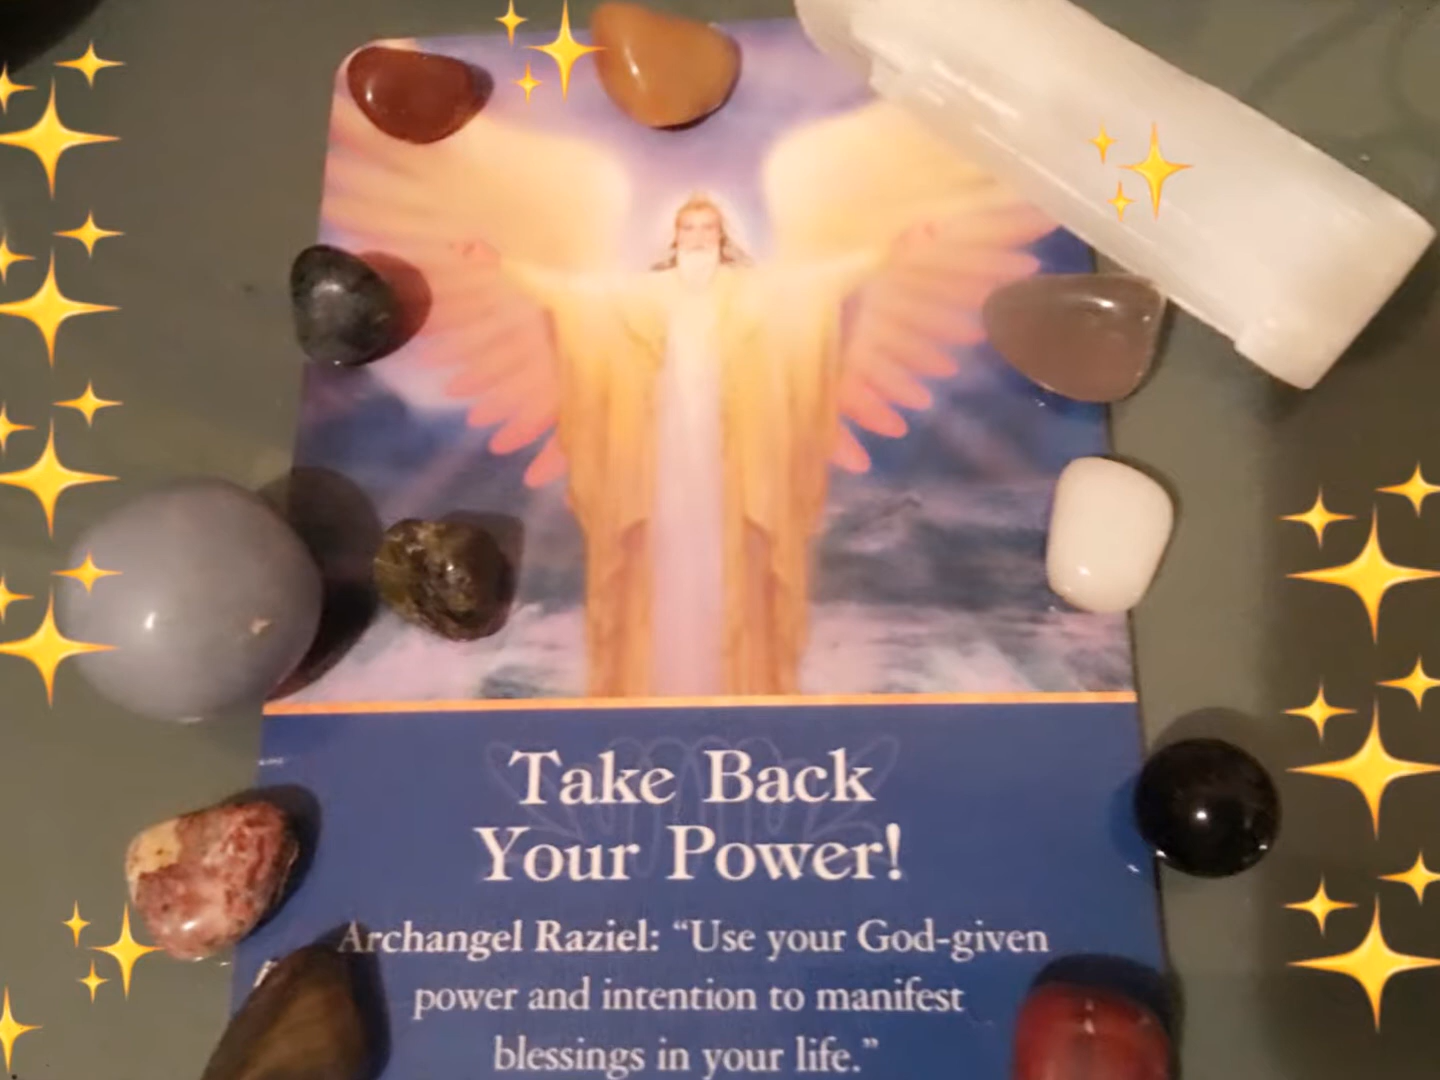 Take Back
Your Power!
Archangel Raziel: “Use your God-given
power and intention to manifest
blessings in your life.”